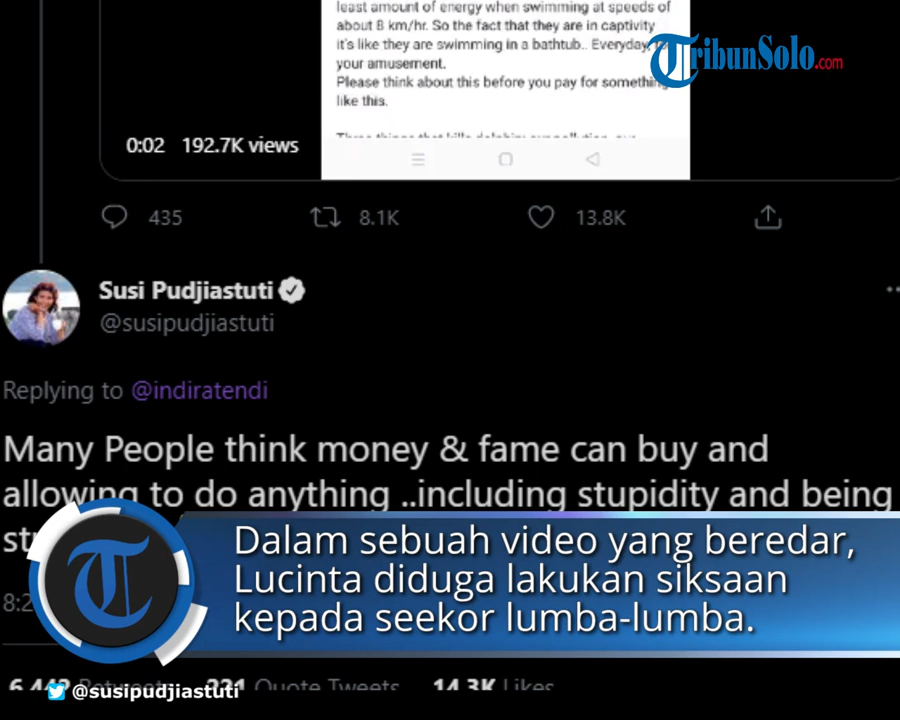 least amount of energy when swimming at speeds of
about 8 km/hr. So the fact that they are in captivity
it's like they are swimming in a bathtub.. Everyday,
your amusement.
TribunSolo.com
Please think about this before you pay for something
like this.
0:02 192.7K views
435 8.1K 13.8K
Susi Pudjiastuti
@susipudjiastuti
Replying to @indiratendi
Many People think money & fame can buy and
allowing to do anything ..including stupidity and being
Dalam sebuah video yang beredar,
Lucinta diduga lakukan siksaan
kepada seekor lumba-lumba.
Retweets Quote Tweets 14.3K Likes
@susipudjiastuti